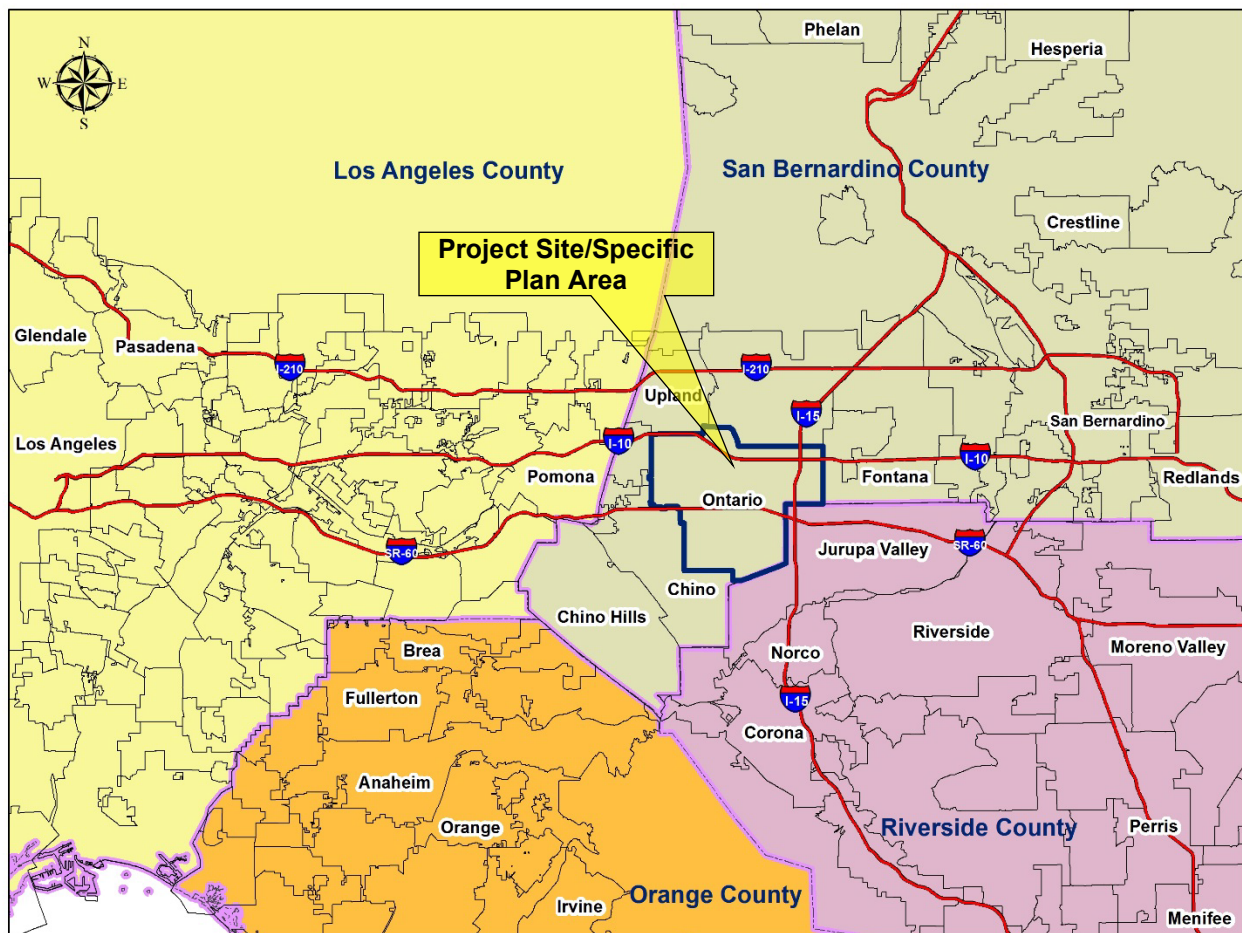 Phelan
Hesperia
N
W
E
S
Los Angeles County
San Bernardino County
Crestline
Project Site/Specific
Plan Area
Glendale
Pasadena
I-210
I-210
Upland
I-15
San Bernardino
Los Angeles
I-10
Pomona
I-10
Fontana
Redlands
Ontario
SR-60
SR-60
Jurupa Valley
Chino
Chino Hills
Riverside
Moreno Valley
Brea
Norco
Fullerton
I-15
Corona
Anaheim
Orange
Riverside County
Perris
Orange County
Irvine
Menifee